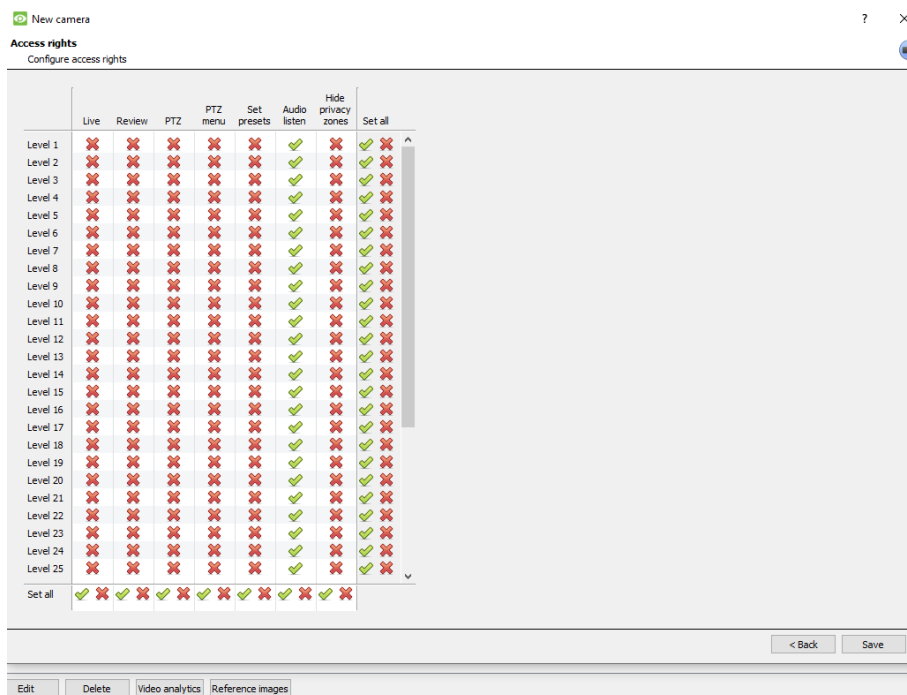 New camera
?
Access rights
Configure access rights
Live Review PTZ PTZ menu Set presets Audio listen Hide privacy zones Set all
Level 1
Level 2
Level 3
Level 4
Level 5
Level 6
Level 7
Level 8
Level 9
Level 10
Level 11
Level 12
Level 13
Level 14
Level 15
Level 16
Level 17
Level 18
Level 19
Level 20
Level 21
Level 22
Level 23
Level 24
Level 25
Set all
< Back Save
Edit Delete Video analytics Reference images